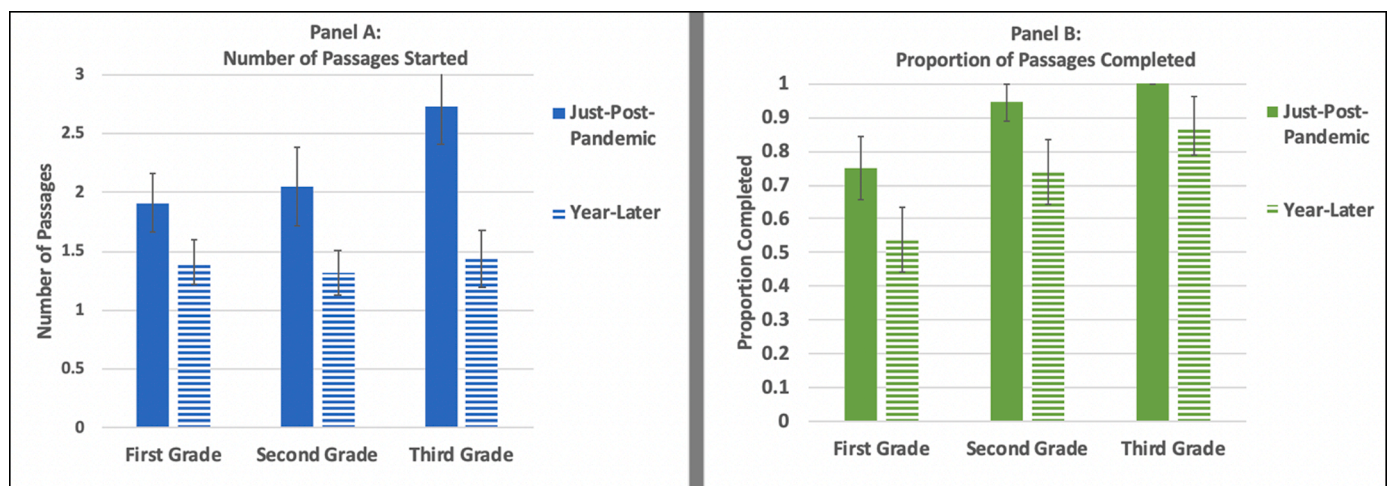 Panel A:
Number of Passages Started
Number of Passages
3
2.5
2
1.5
1
0.5
0
First Grade
Second Grade
Third Grade
Just-Post-
Pandemic
Year-Later
Panel B:
Proportion of Passages Completed
Proportion Completed
1
0.9
0.8
0.7
0.6
0.5
0.4
0.3
0.2
0.1
0
First Grade
Second Grade
Third Grade
Just-Post-
Pandemic
Year-Later